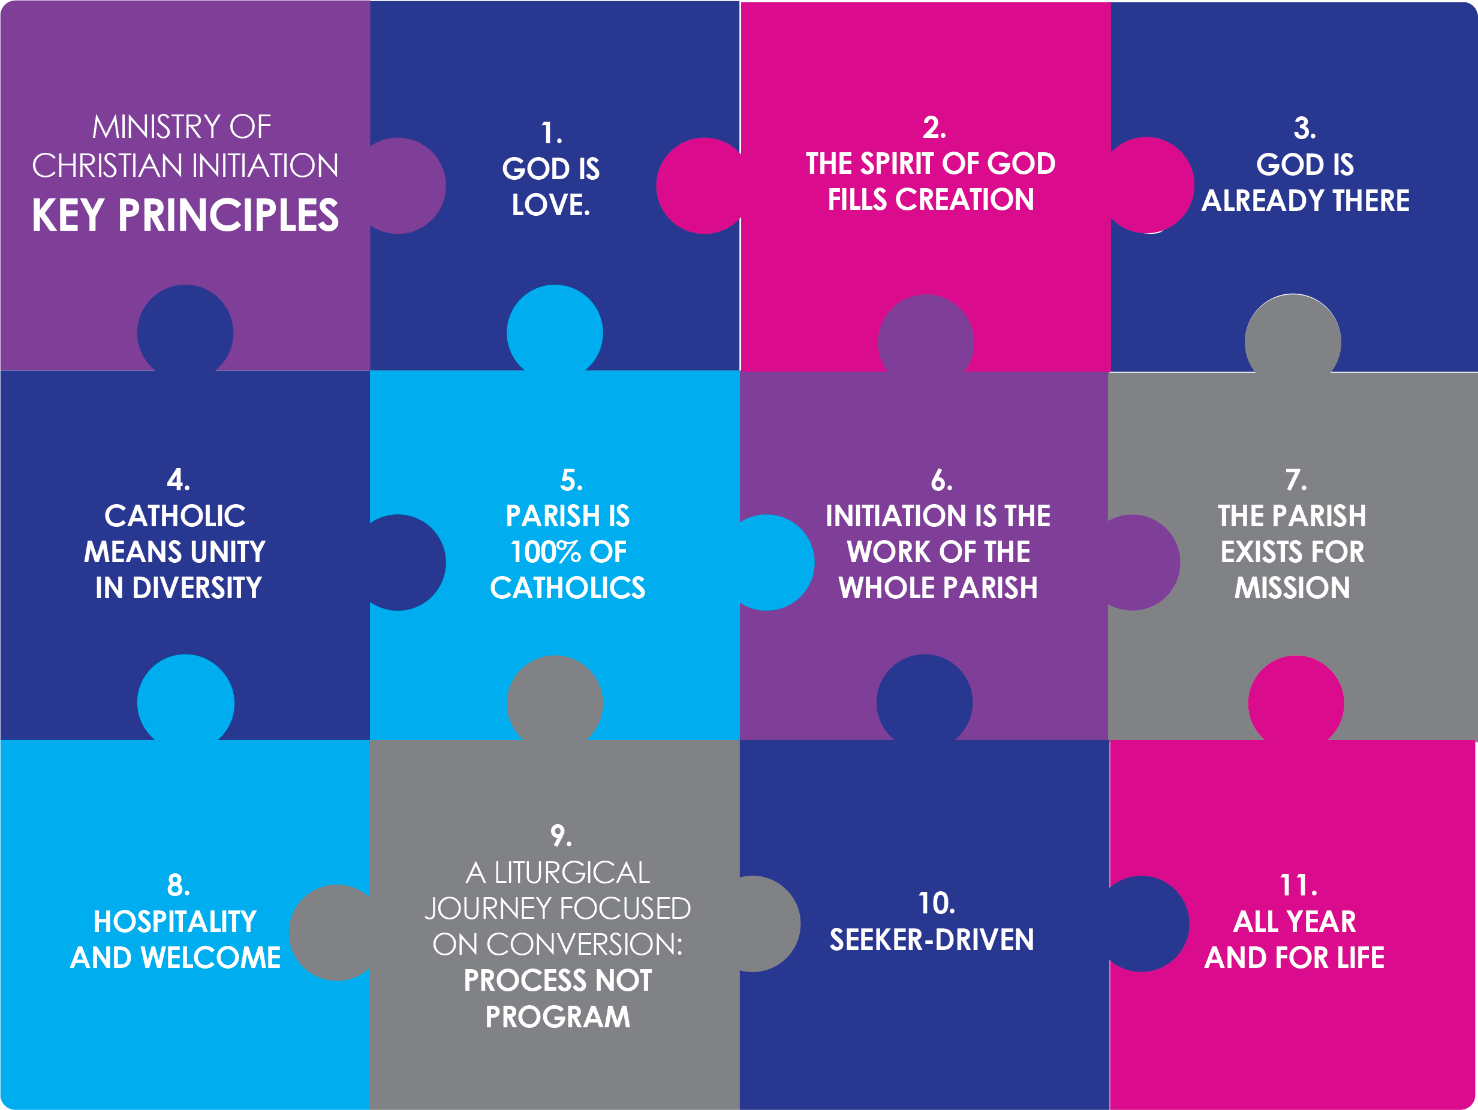 MINISTRY OF
CHRISTIAN INITIATION
KEY PRINCIPLES
1.
GOD IS
LOVE.
2.
THE SPIRIT OF GOD
FILLS CREATION
3.
GOD IS
ALREADY THERE
4.
CATHOLIC
MEANS UNITY
IN DIVERSITY
5.
PARISH IS
100% OF
CATHOLICS
6.
INITIATION IS THE
WORK OF THE
WHOLE PARISH
7.
THE PARISH
EXISTS FOR
MISSION
8.
HOSPITALITY
AND WELCOME
9.
A LITURGICAL
JOURNEY FOCUSED
ON CONVERSION:
PROCESS NOT
PROGRAM
10.
SEEKER-DRIVEN
11.
ALL YEAR
AND FOR LIFE